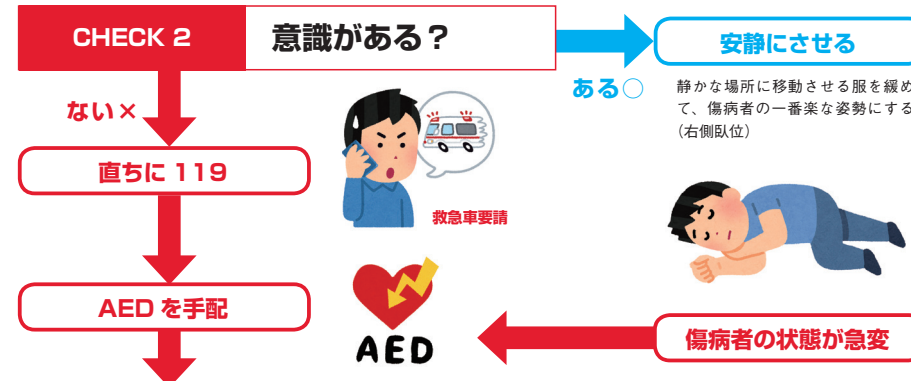 CHECK 2
意識がある?
安静にさせる
ある○
静かな場所に移動させる服を緩め
て、傷病者の一番楽な姿勢にする
(右側臥位)
ない×
直ちに 119
救急車要請
AED を手配
AED
傷病者の状態が急変